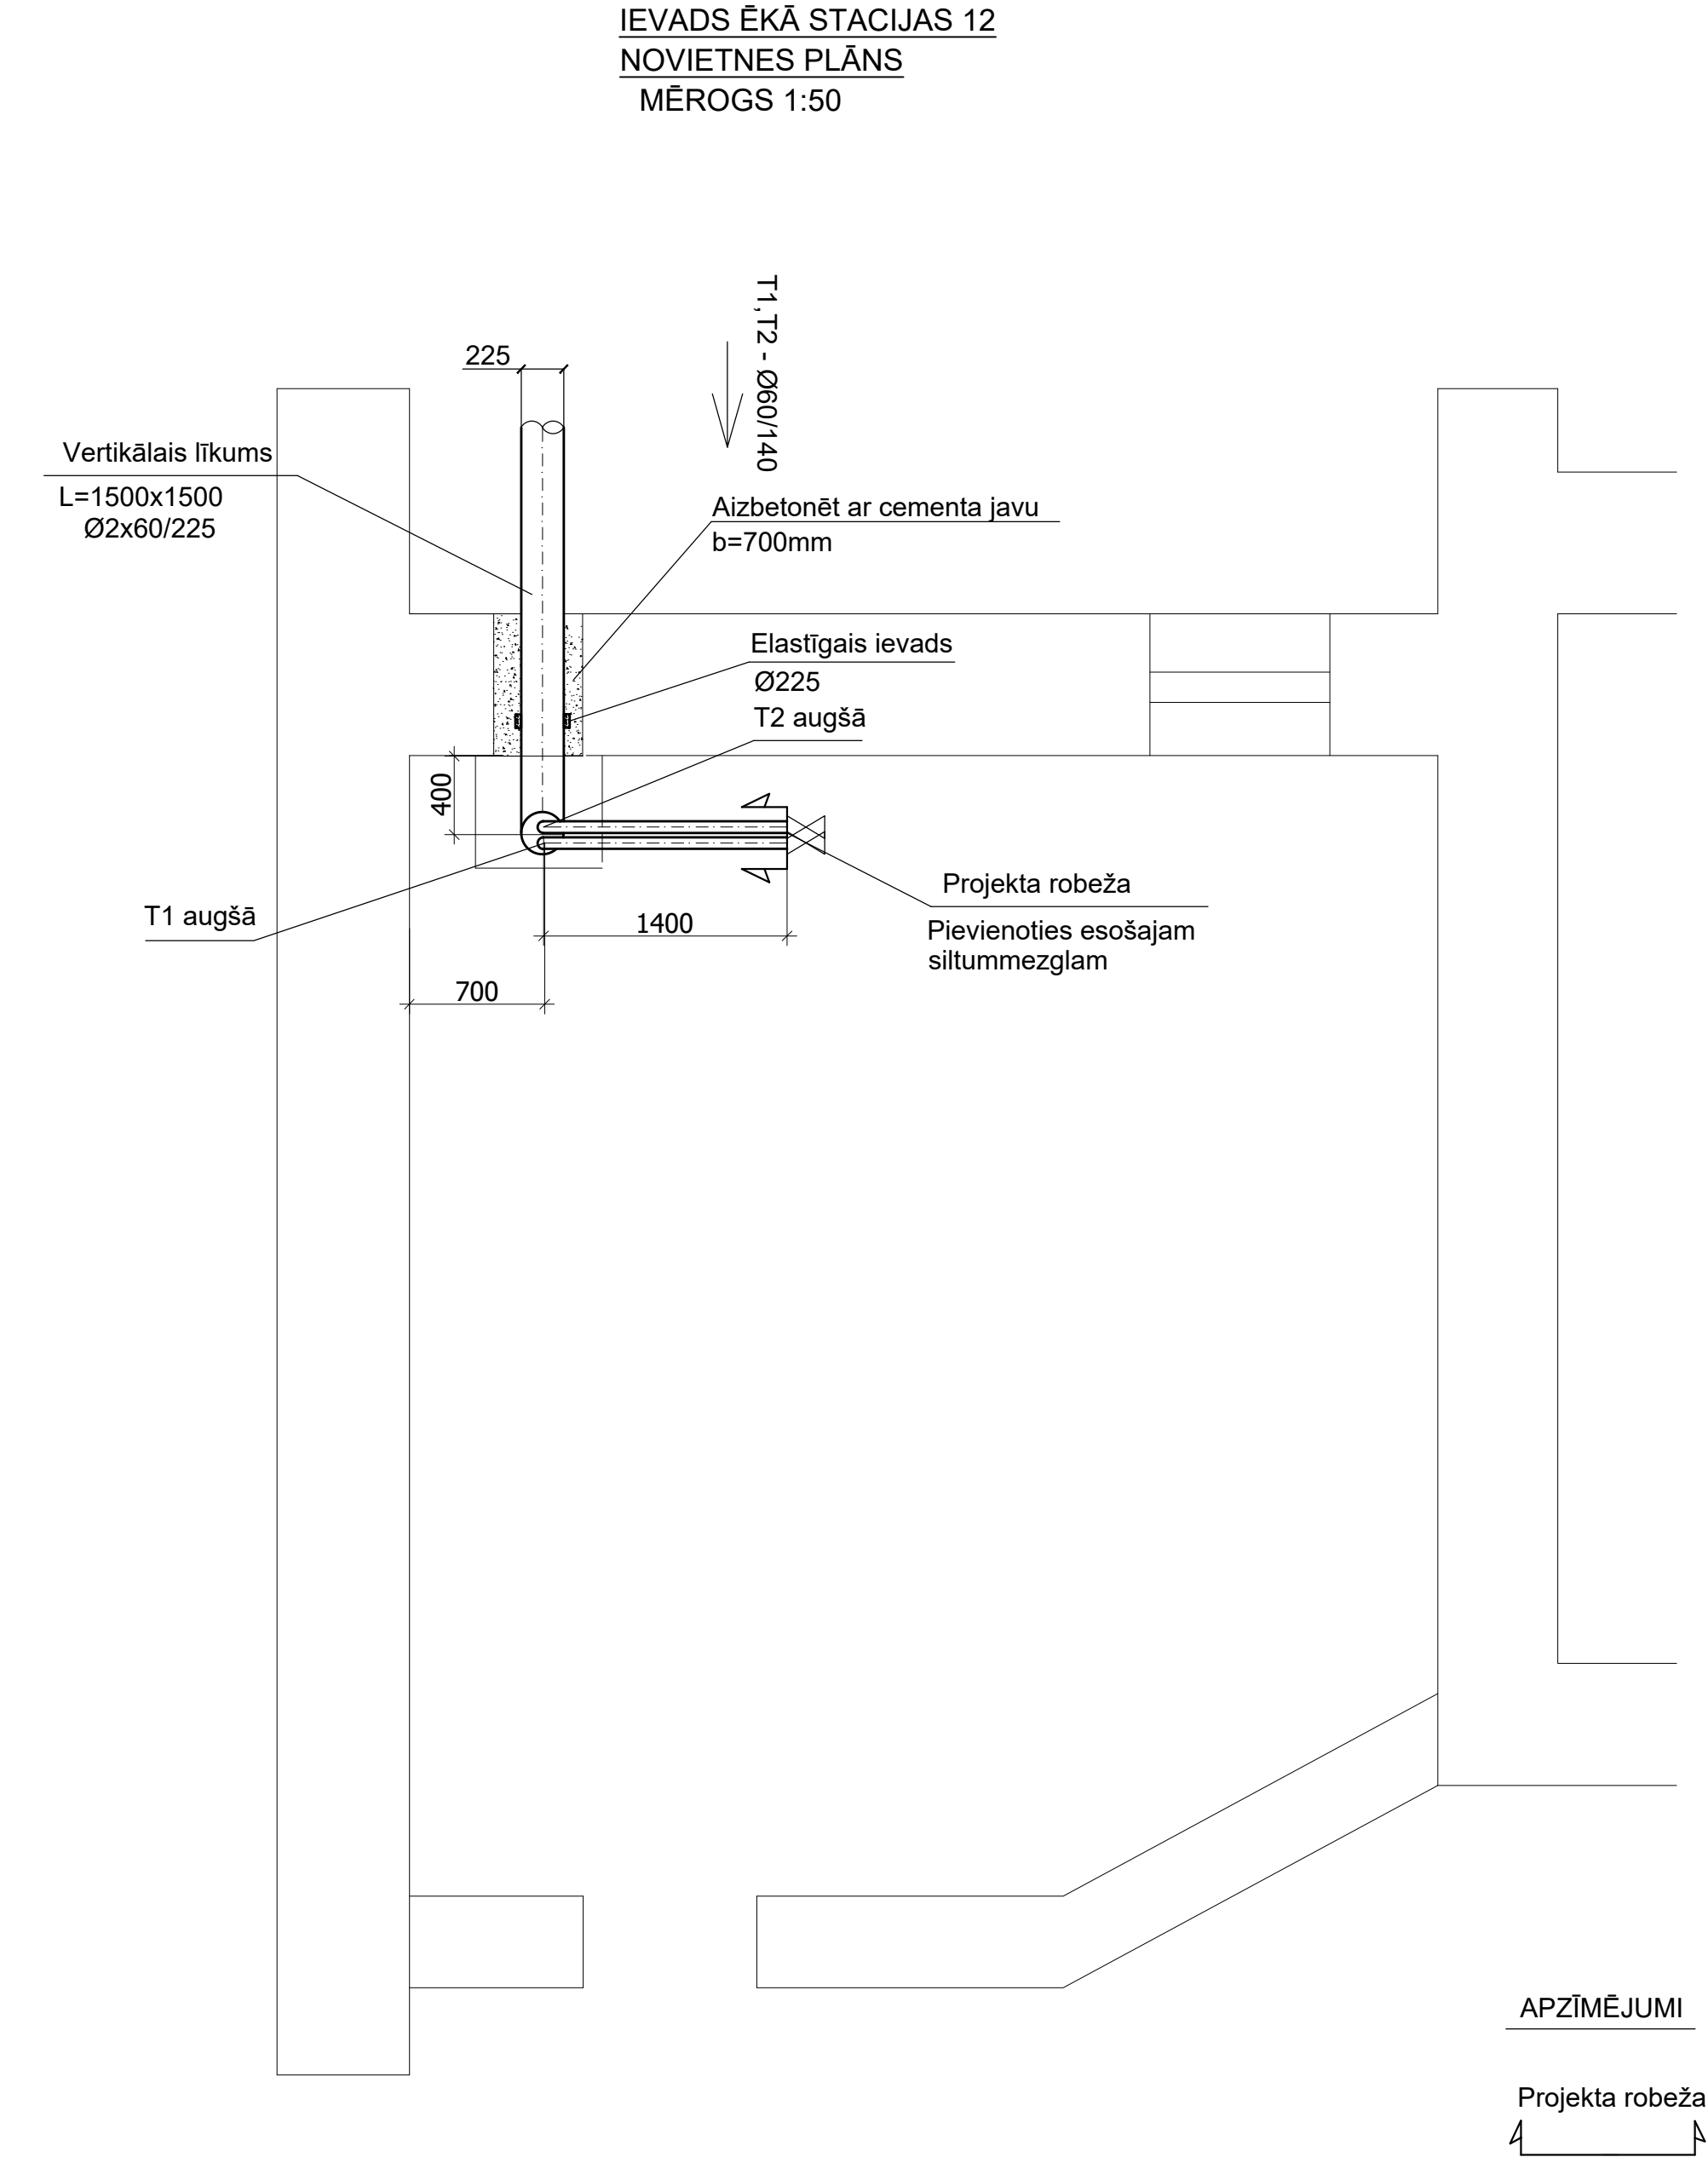 IEVADS ĒKĀ STACIJAS 12
NOVIETNES PLĀNS
MĒROGS 1:50
T1,T2 - Ø60/140
225
Vertikālais līkums
L=1500x1500
Ø2x60/225
Aizbetonēt ar cementa javu
b=700mm
Elastīgais ievads
Ø225
T2 augšā
400
Projekta robeža
Pievienoties esošajam
siltummezglam
T1 augšā
1400
700
APZĪMĒJUMI
Projekta robeža